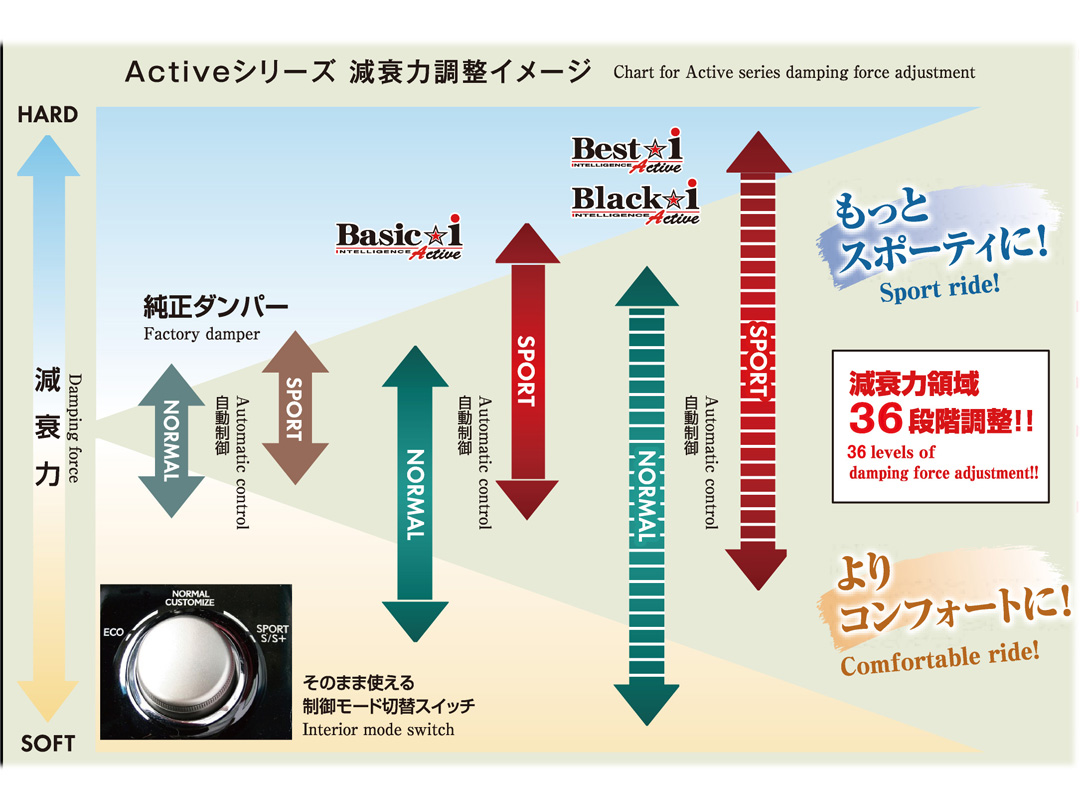 Activeシリーズ 減衰力調整イメージ Chart for Active series damping force adjustment
HARD
減衰力
Damping force
SOFT
純正ダンパー
Factory damper
NORMAL
自動制御
Automatic control
SPORT
Basic☆i
INTELLIGENCE Active
NORMAL
自動制御
Automatic control
SPORT
Best☆i
INTELLIGENCE Active
Black☆i
INTELLIGENCE Active
NORMAL
自動制御
Automatic control
SPORT
もっと
スポーティに!
Sport ride!
減衰力領域
36段階調整!!
36 levels of
damping force adjustment!!
より
コンフォートに!
Comfortable ride!
NORMAL
CUSTOMIZE
ECO
SPORT
S/S+
そのまま使える
制御モード切替スイッチ
Interior mode switch